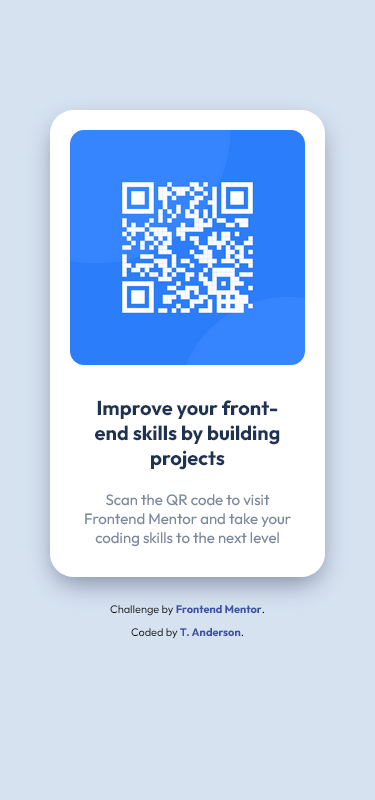 Improve your front-
end skills by building
projects
Scan the QR code to visit
Frontend Mentor and take your
coding skills to the next level
Challenge by Frontend Mentor.
Coded by T. Anderson.